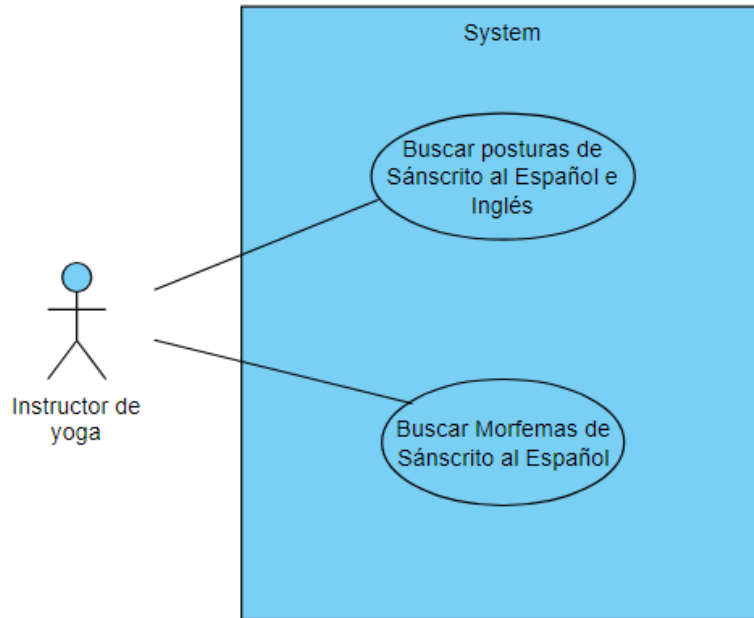 System
Buscar posturas de
Sánscrito al Español e
Inglés
Instructor de
yoga
Buscar Morfemas de
Sánscrito al Español